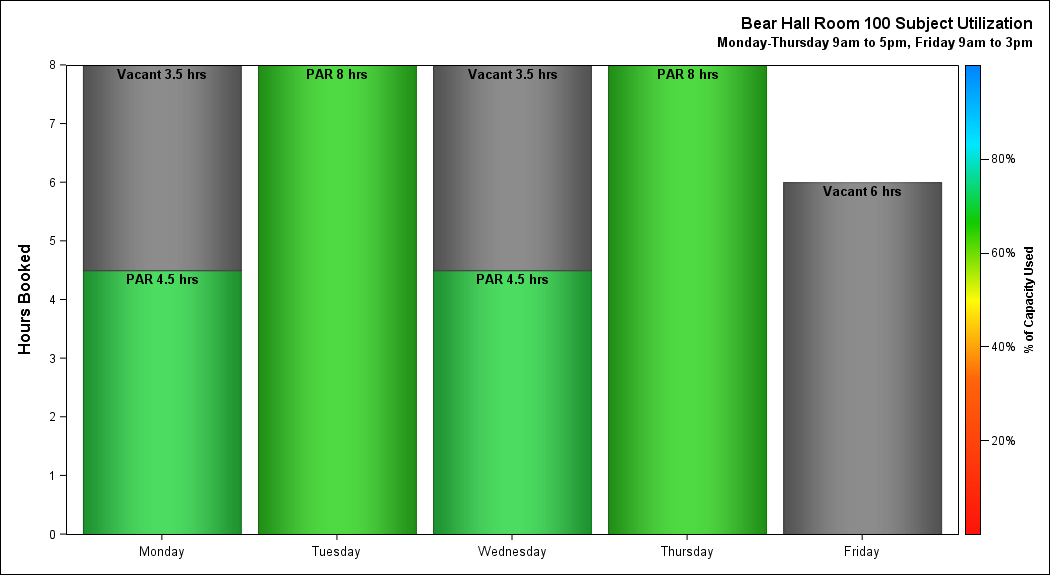 Bear Hall Room 100 Subject Utilization
Monday-Thursday 9am to 5pm, Friday 9am to 3pm
Hours Booked
8
7
6
5
4
3
2
1
0
Vacant 3.5 hrs
PAR 8 hrs
Vacant 3.5 hrs
PAR 8 hrs
Vacant 6 hrs
PAR 4.5 hrs
PAR 4.5 hrs
Monday
Tuesday
Wednesday
Thursday
Friday
80%
60%
40%
20%
% of Capacity Used